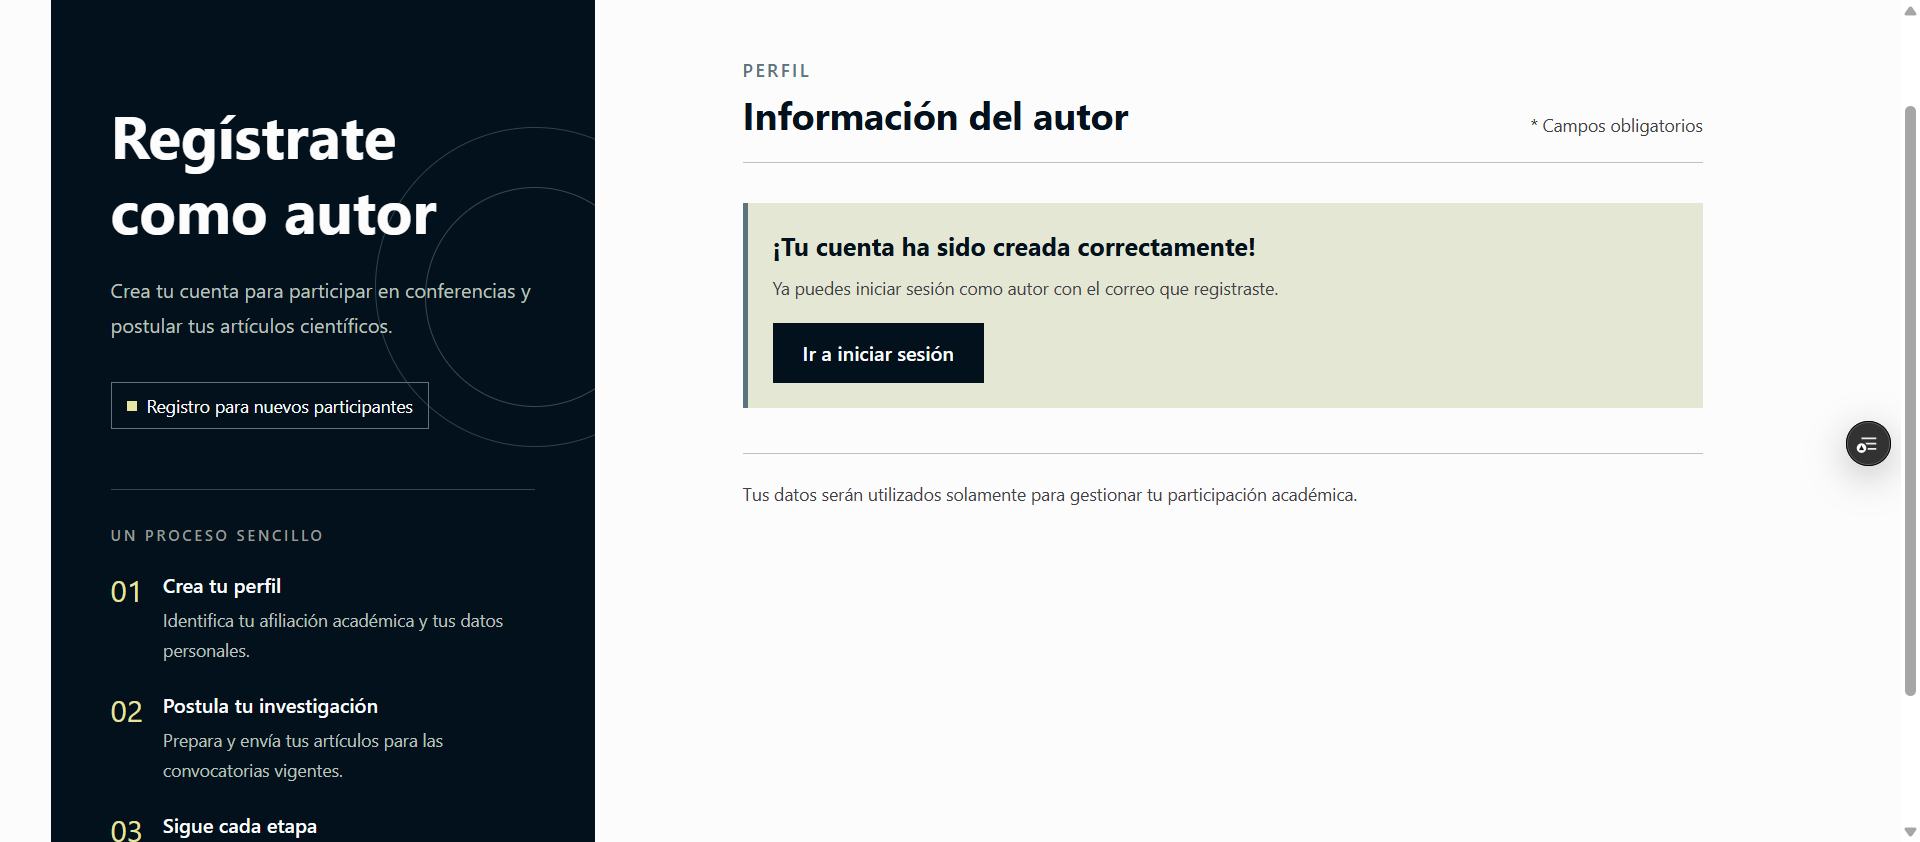 Regístrate
como autor
Crea tu cuenta para participar en conferencias y
postular tus artículos científicos.
Registro para nuevos participantes
UN PROCESO SENCILLO
01
Crea tu perfil
Identifica tu afiliación académica y tus datos
personales.
02
Postula tu investigación
Prepara y envía tus artículos para las
convocatorias vigentes.
03
Sigue cada etapa
PERFIL
Información del autor
* Campos obligatorios
¡Tu cuenta ha sido creada correctamente!
Ya puedes iniciar sesión como autor con el correo que registraste.
Ir a iniciar sesión
Tus datos serán utilizados solamente para gestionar tu participación académica.